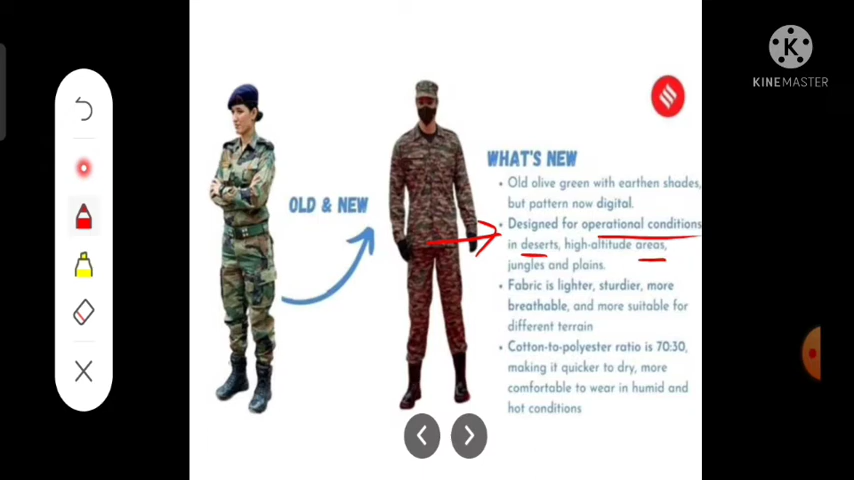 K
KINEMASTER
OLD & NEW
WHAT'S NEW
• Old olive green with earthen shades,
but pattern now digital.
• Designed for operational conditions
in deserts, high-altitude areas,
jungles and plains.
• Fabric is lighter, sturdier, more
breathable, and more suitable for
different terrain
• Cotton-to-polyester ratio is 70:30,
making it quicker to dry, more
comfortable to wear in humid and
hot conditions